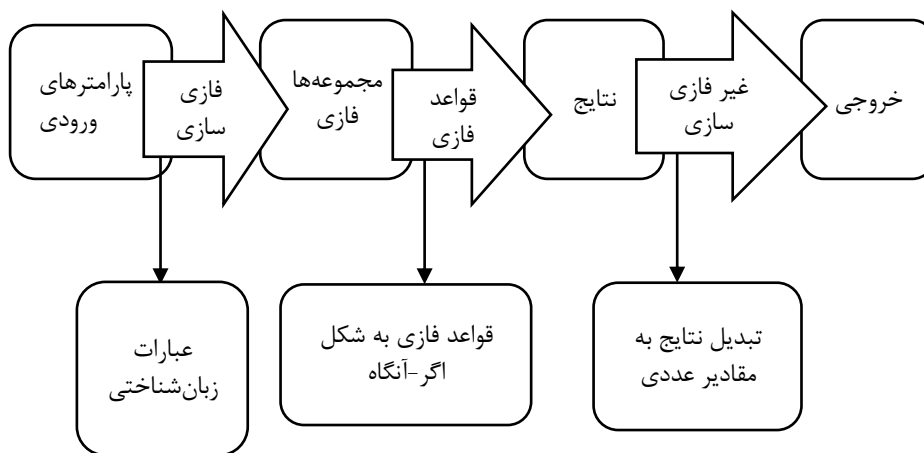 پارامترهای
ورودی
فازی
سازی
مجموعه‌ها
فازی
قواعد
فازی
نتایج
غیر فازی
سازی
خروجی
عبارات
زبان‌شناختی
قواعد فازی به شکل
اگر-آنگاه
تبدیل نتایج به
مقادیر عددی